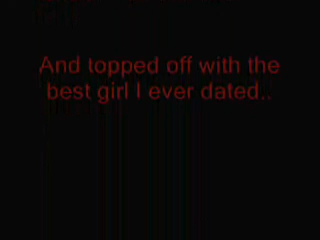 And topped off with the
best girl I ever dated..